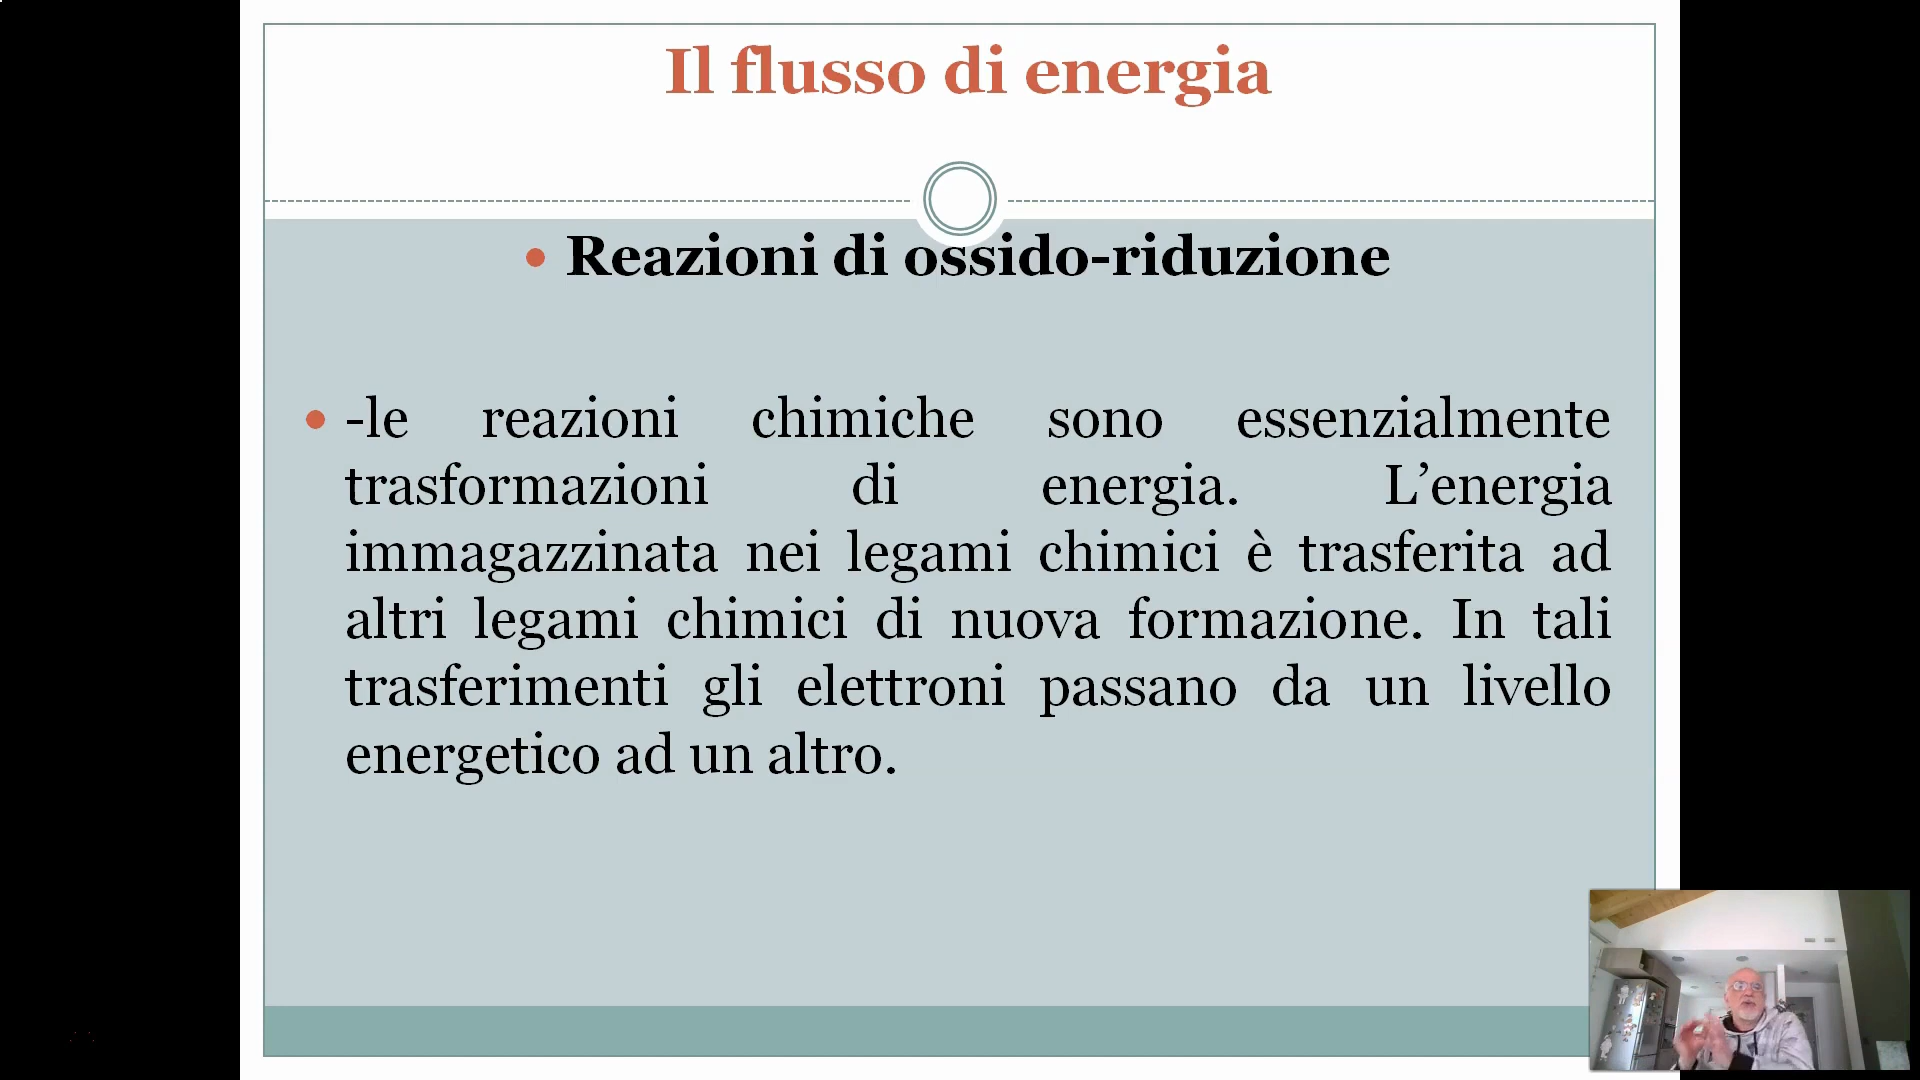 Il flusso di energia
Reazioni di ossido-riduzione
-le reazioni chimiche sono essenzialmente
trasformazioni di energia. L’energia
immagazzinata nei legami chimici è trasferita ad
altri legami chimici di nuova formazione. In tali
trasferimenti gli elettroni passano da un livello
energetico ad un altro.